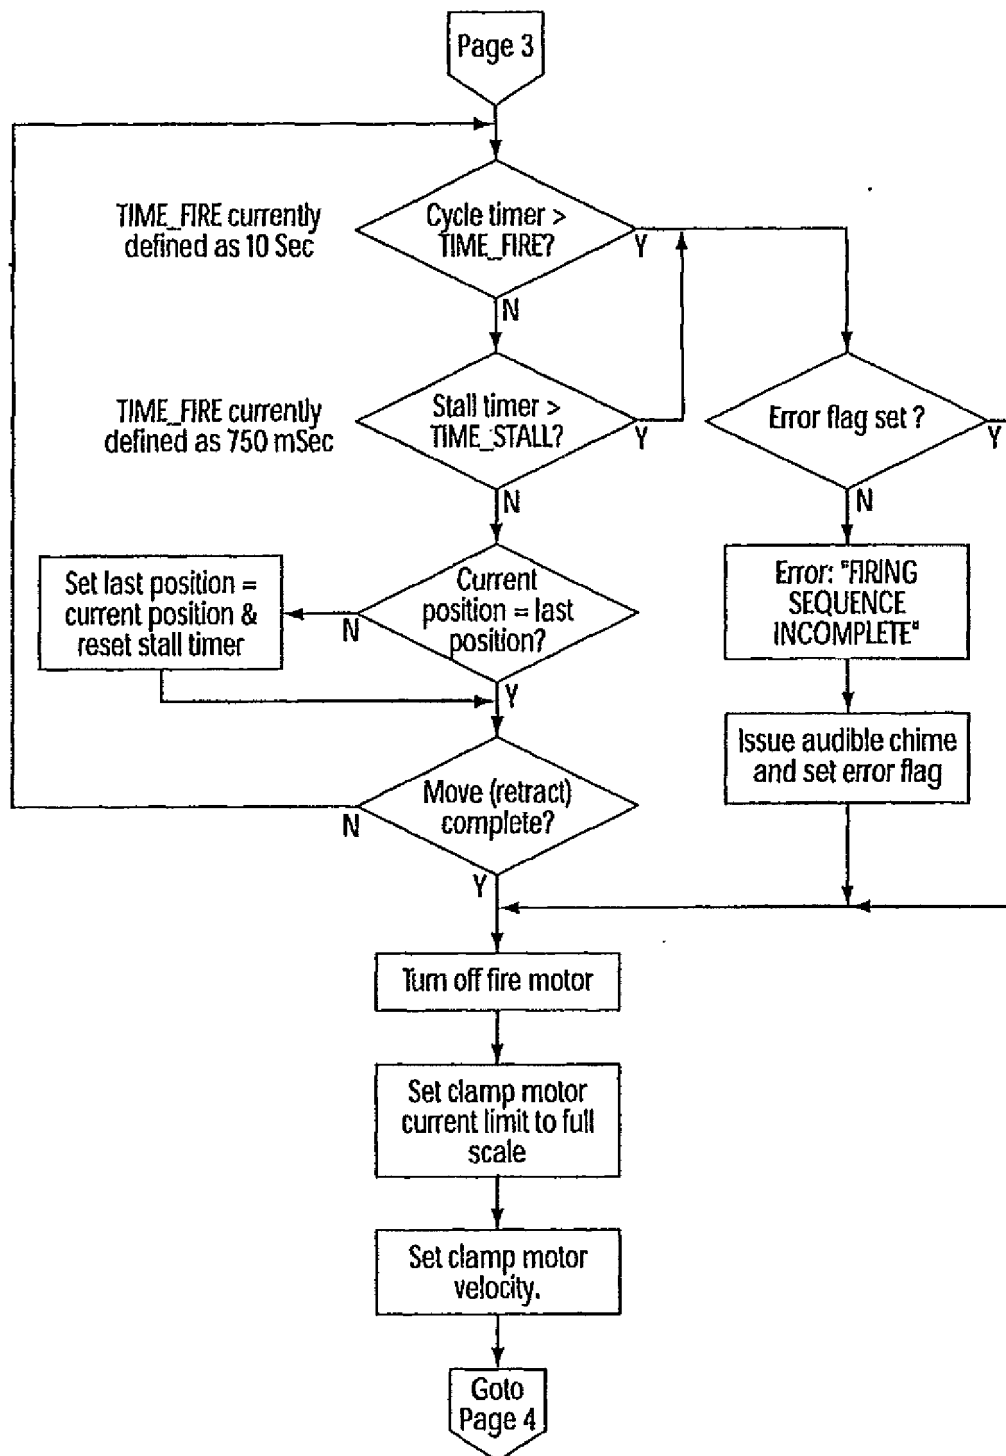 Page 3
TIME_FIRE currently
defined as 10 Sec
Cycle timer >
TIME_FIRE?
Y
N
TIME_FIRE currently
defined as 750 mSec
Stall timer >
TIME_STALL?
Y
N
Error flag set ?
Y
N
Set last position =
current position &
reset stall timer
N
Current
position = last
position?
Y
Error: "FIRING
SEQUENCE
INCOMPLETE"
Issue audible chime
and set error flag
N
Move (retract)
complete?
Y
Turn off fire motor
Set clamp motor
current limit to full
scale
Set clamp motor
velocity.
Goto
Page 4